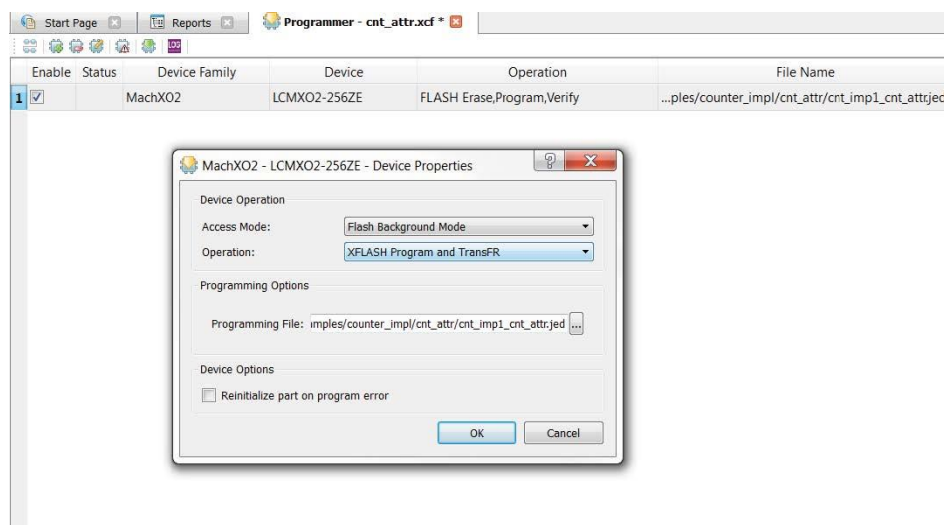 Start Page Reports Programmer - cnt_attr.xcf *
LOG
Enable Status Device Family Device Operation File Name
1 MachXO2 LCMXO2-256ZE FLASH Erase,Program,Verify ...ples/counter_impl/cnt_attr/cnt_imp1_cnt_attr.jed
MachXO2 - LCMXO2-256ZE - Device Properties
Device Operation
Access Mode: Flash Background Mode
Operation: XFLASH Program and TransFR
Programming Options
Programming File: ımples/counter_impl/cnt_attr/cnt_imp1_cnt_attr.jed ...
Device Options
Reinitialize part on program error
OK Cancel